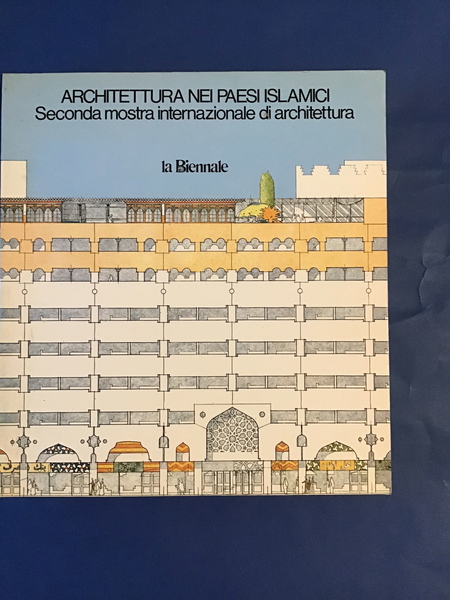 ARCHITETTURA NEI PAESI ISLAMICI
Seconda mostra internazionale di architettura
la Biennale